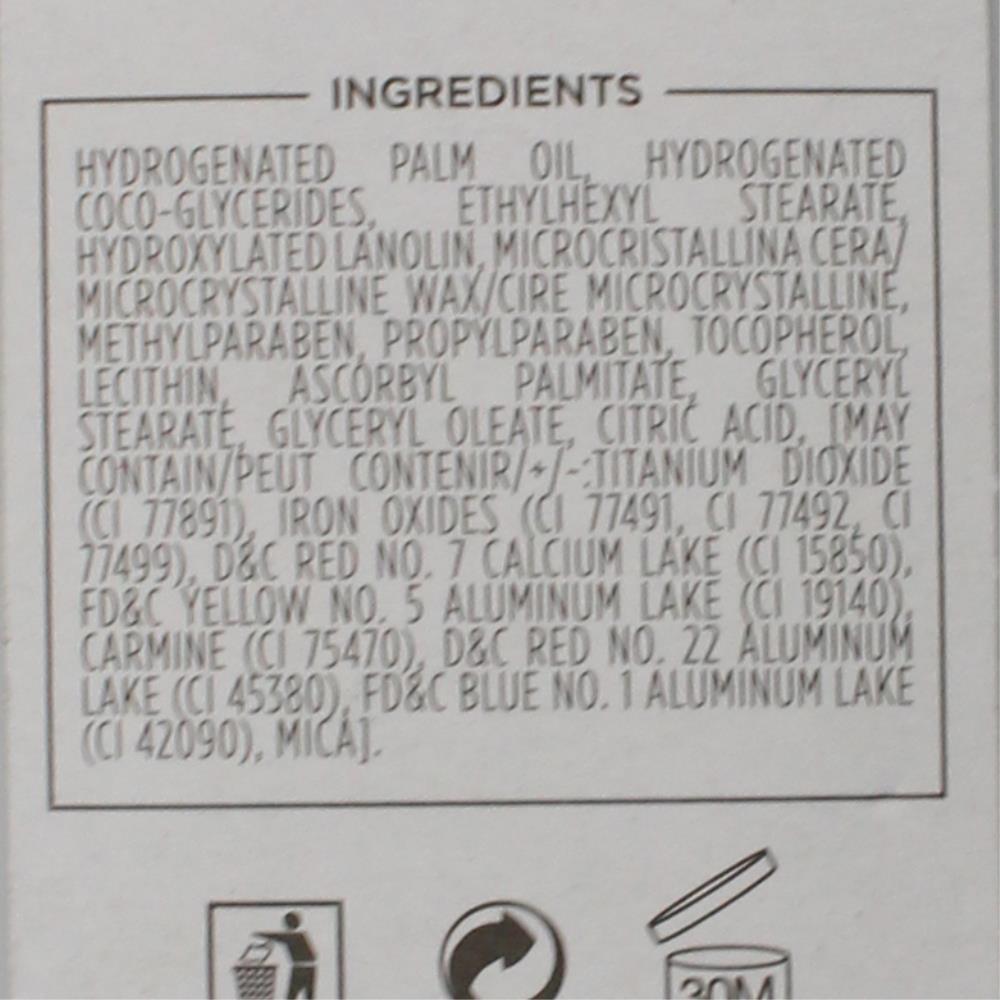 INGREDIENTS
HYDROGENATED PALM OIL, HYDROGENATED
COCO-GLYCERIDES, ETHYLHEXYL STEARATE,
HYDROXYLATED LANOLIN, MICROCRISTALLINA CERA/
MICROCRYSTALLINE WAX/CIRE MICROCRYSTALLINE,
METHYLPARABEN, PROPYLPARABEN, TOCOPHEROL,
LECITHIN, ASCORBYL PALMITATE, GLYCERYL
STEARATE, GLYCERYL OLEATE, CITRIC ACID, [MAY
CONTAIN/PEUT CONTENIR/+/-:TITANIUM DIOXIDE
(CI 77891), IRON OXIDES (CI 77491, CI 77492, CI
77499), D&C RED NO. 7 CALCIUM LAKE (CI 15850),
FD&C YELLOW NO. 5 ALUMINUM LAKE (CI 19140),
CARMINE (CI 75470), D&C RED NO. 22 ALUMINUM
LAKE (CI 45380), FD&C BLUE NO. 1 ALUMINUM LAKE
(CI 42090), MICA].
30M